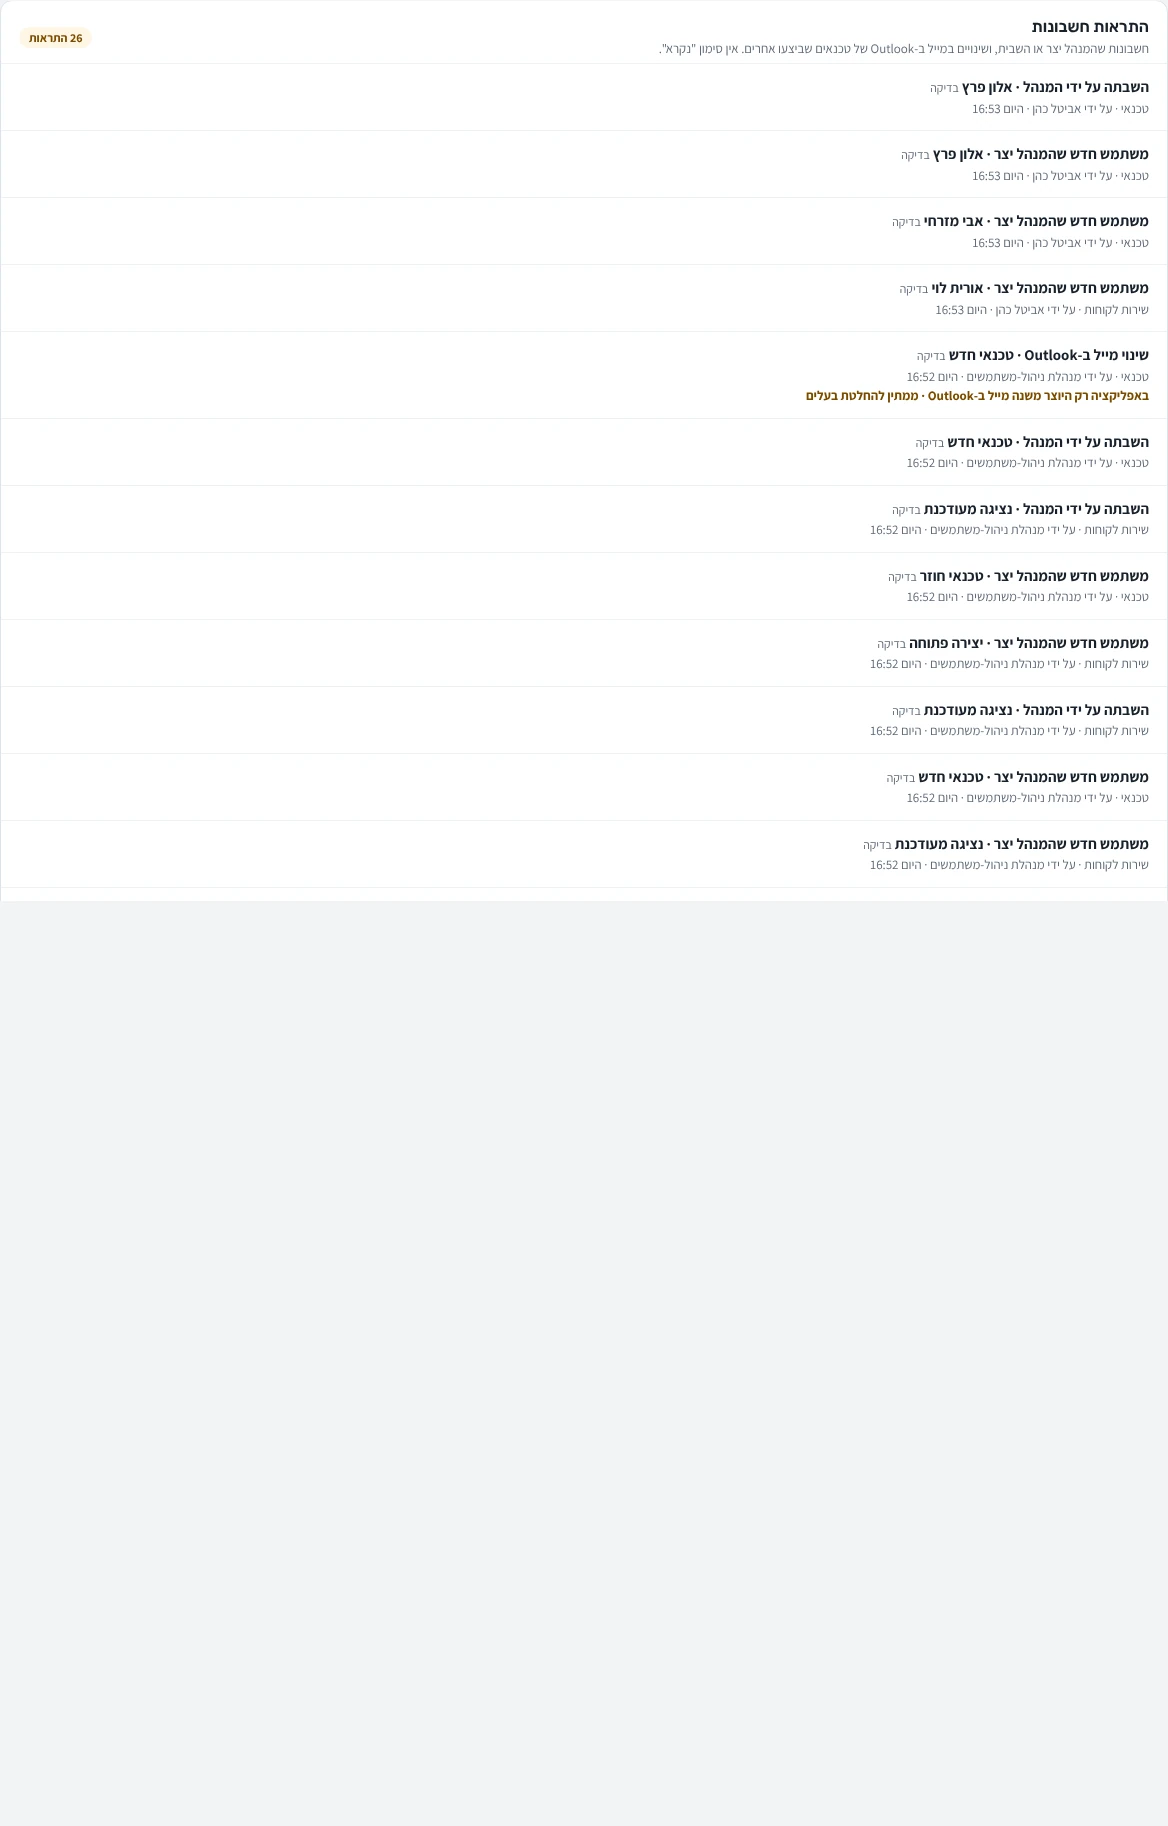 התראות חשבונות
26 התראות
חשבונות שהמנהל יצר או השבית, ושינויים במייל ב-Outlook של טכנאים שביצעו אחרים. אין סימון "נקרא".
השבתה על ידי המנהל · אלון פרץ בדיקה
טכנאי · על ידי אביטל כהן · היום 16:53
משתמש חדש שהמנהל יצר · אלון פרץ בדיקה
טכנאי · על ידי אביטל כהן · היום 16:53
משתמש חדש שהמנהל יצר · אבי מזרחי בדיקה
טכנאי · על ידי אביטל כהן · היום 16:53
משתמש חדש שהמנהל יצר · אורית לוי בדיקה
שירות לקוחות · על ידי אביטל כהן · היום 16:53
שינוי מייל ב-Outlook · טכנאי חדש בדיקה
טכנאי · על ידי מנהלת ניהול-משתמשים · היום 16:52
באפליקציה רק היוצר משנה מייל ב-Outlook · ממתין להחלטת בעלים
השבתה על ידי המנהל · טכנאי חדש בדיקה
טכנאי · על ידי מנהלת ניהול-משתמשים · היום 16:52
השבתה על ידי המנהל · נציגה מעודכנת בדיקה
שירות לקוחות · על ידי מנהלת ניהול-משתמשים · היום 16:52
משתמש חדש שהמנהל יצר · טכנאי חוזר בדיקה
טכנאי · על ידי מנהלת ניהול-משתמשים · היום 16:52
משתמש חדש שהמנהל יצר · יצירה פתוחה בדיקה
שירות לקוחות · על ידי מנהלת ניהול-משתמשים · היום 16:52
השבתה על ידי המנהל · נציגה מעודכנת בדיקה
שירות לקוחות · על ידי מנהלת ניהול-משתמשים · היום 16:52
משתמש חדש שהמנהל יצר · טכנאי חדש בדיקה
טכנאי · על ידי מנהלת ניהול-משתמשים · היום 16:52
משתמש חדש שהמנהל יצר · נציגה מעודכנת בדיקה
שירות לקוחות · על ידי מנהלת ניהול-משתמשים · היום 16:52